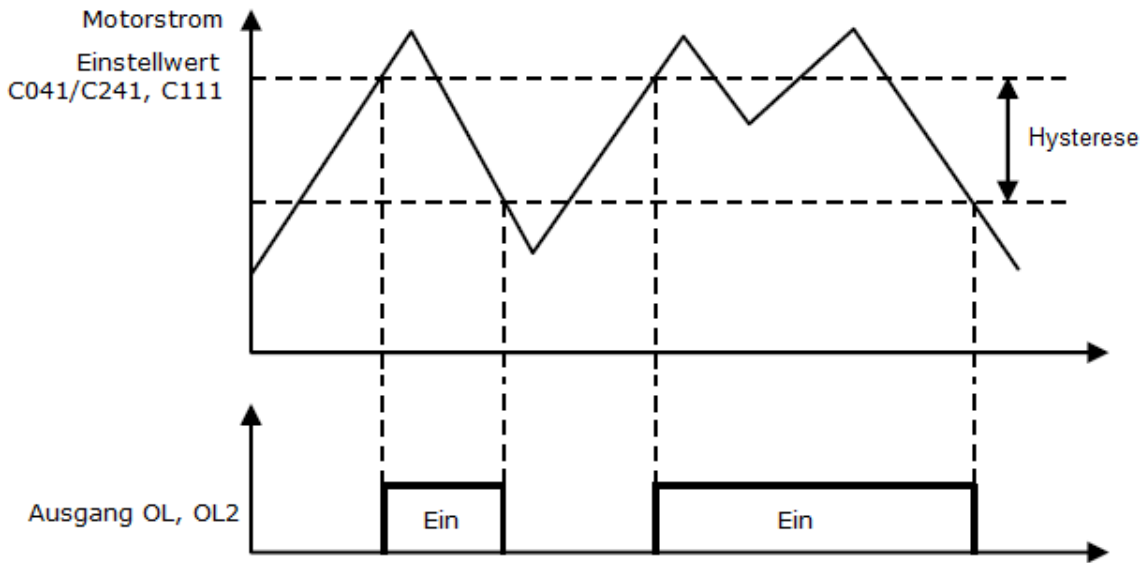 Motorstrom
Einstellwert
C041/C241, C111
Hysterese
Ausgang OL, OL2
Ein
Ein